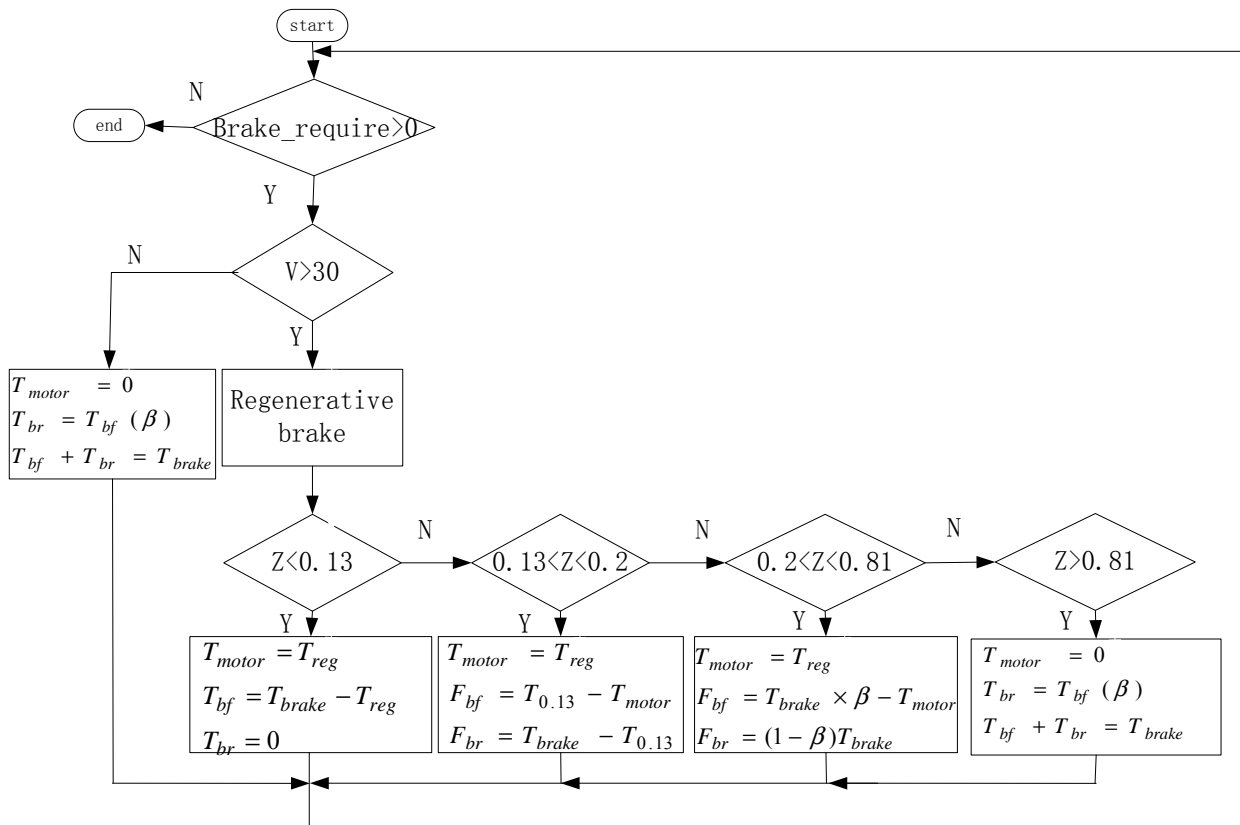 start
N
end
Brake_require>0
Y
N
V>30
Y
T_motor = 0
T_br = T_bf (β)
T_bf + T_br = T_brake
Regenerative
brake
Z<0.13
N
0.13<Z<0.2
N
0.2<Z<0.81
N
Z>0.81
Y
Y
Y
Y
T_motor = T_reg
T_bf = T_brake − T_reg
T_br = 0
T_motor = T_reg
F_bf = T_0.13 − T_motor
F_br = T_brake − T_0.13
T_motor = T_reg
F_bf = T_brake × β − T_motor
F_br = (1 − β)T_brake
T_motor = 0
T_br = T_bf (β)
T_bf + T_br = T_brake